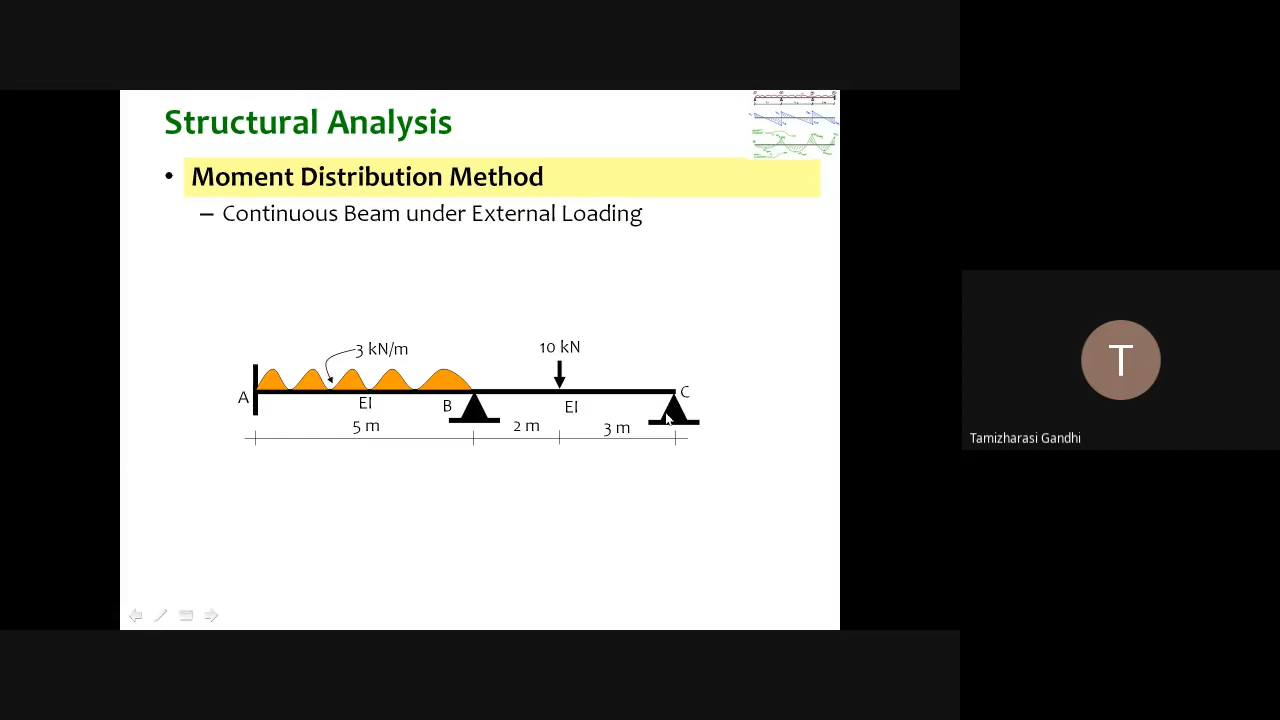 Structural Analysis
• Moment Distribution Method
– Continuous Beam under External Loading
3 kN/m
10 kN
A
EI
B
EI
C
5 m
2 m
3 m
T
Tamizharasi Gandhi